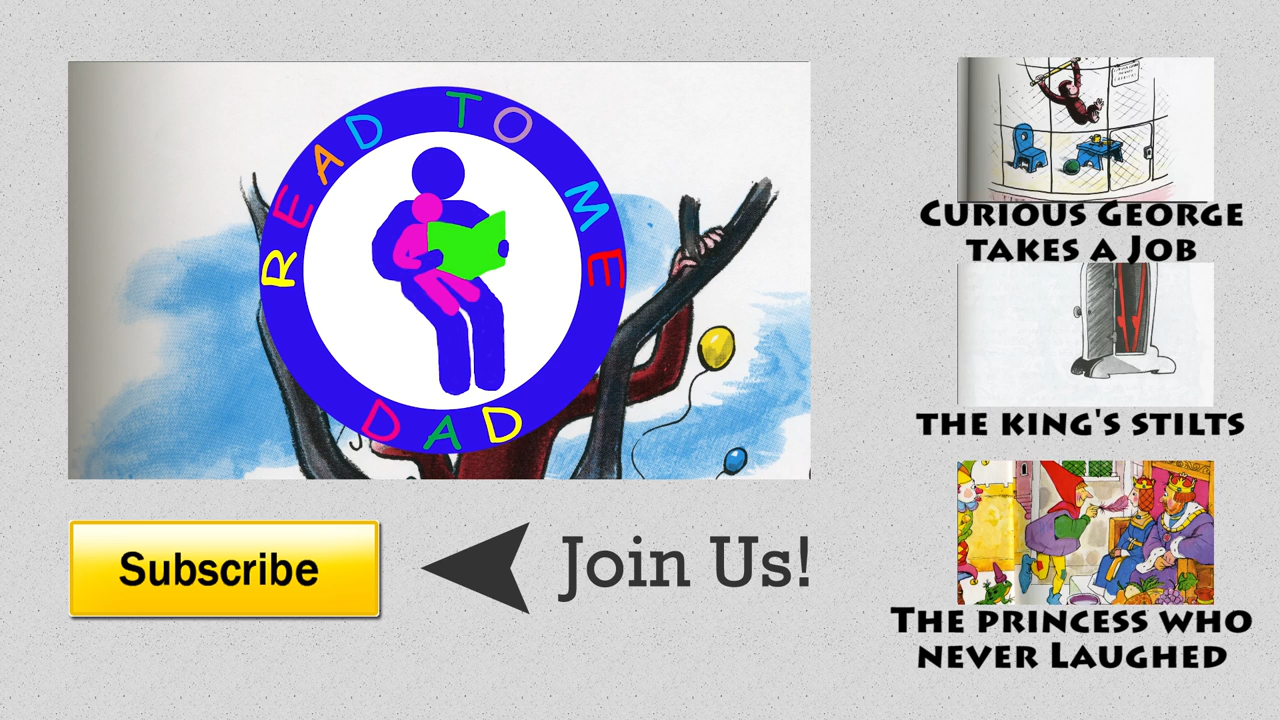 READ TO ME
DAD
Subscribe
Join Us!
CURIOUS GEORGE
TAKES A JOB
THE KING'S STILTS
THE PRINCESS WHO
NEVER LAUGHED